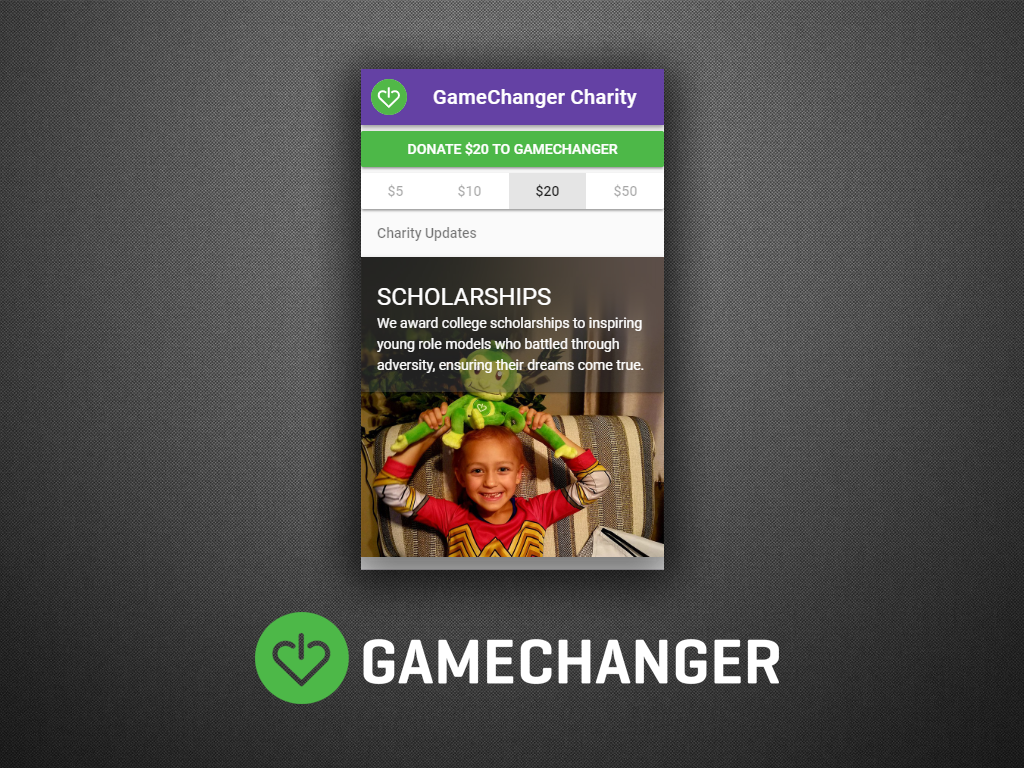 GameChanger Charity
DONATE $20 TO GAMECHANGER
$5 $10 $20 $50
Charity Updates
SCHOLARSHIPS
We award college scholarships to inspiring
young role models who battled through
adversity, ensuring their dreams come true.
GAMECHANGER